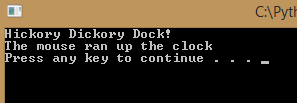 C:\Pyth
Hickory Dickory Dock!
The mouse ran up the clock
Press any key to continue . . .